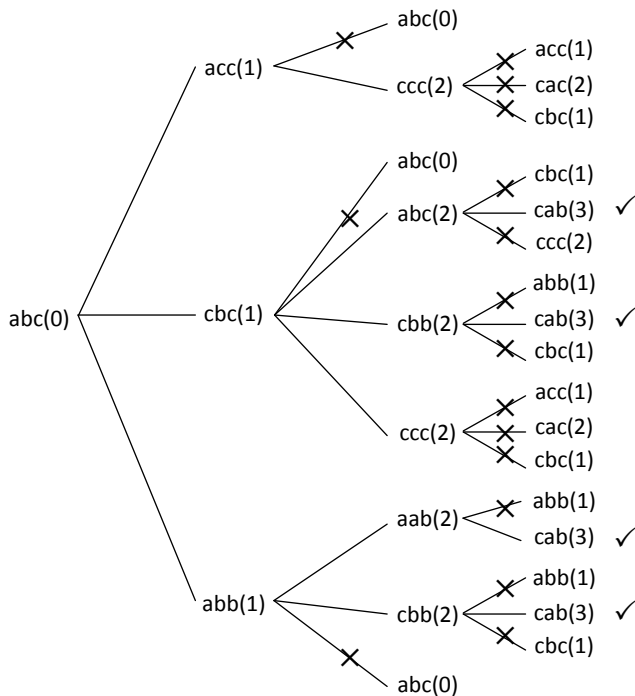 abc(0)
acc(1)
abc(0)
ccc(2)
acc(1)
cac(2)
cbc(1)
cbc(1)
abc(0)
abc(2)
cbc(1)
cab(3) ✓
ccc(2)
cbb(2)
abb(1)
cab(3) ✓
cbc(1)
ccc(2)
acc(1)
cac(2)
cbc(1)
abb(1)
aab(2)
abb(1)
cab(3) ✓
cbb(2)
abb(1)
cab(3) ✓
cbc(1)
abc(0)